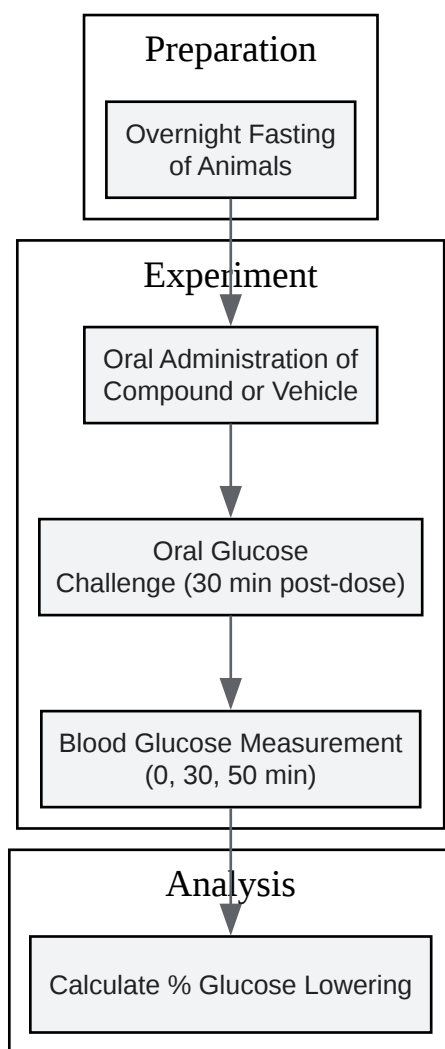 Preparation
Overnight Fasting
of Animals
Experiment
Oral Administration of
Compound or Vehicle
Oral Glucose
Challenge (30 min post-dose)
Blood Glucose Measurement
(0, 30, 50 min)
Analysis
Calculate % Glucose Lowering